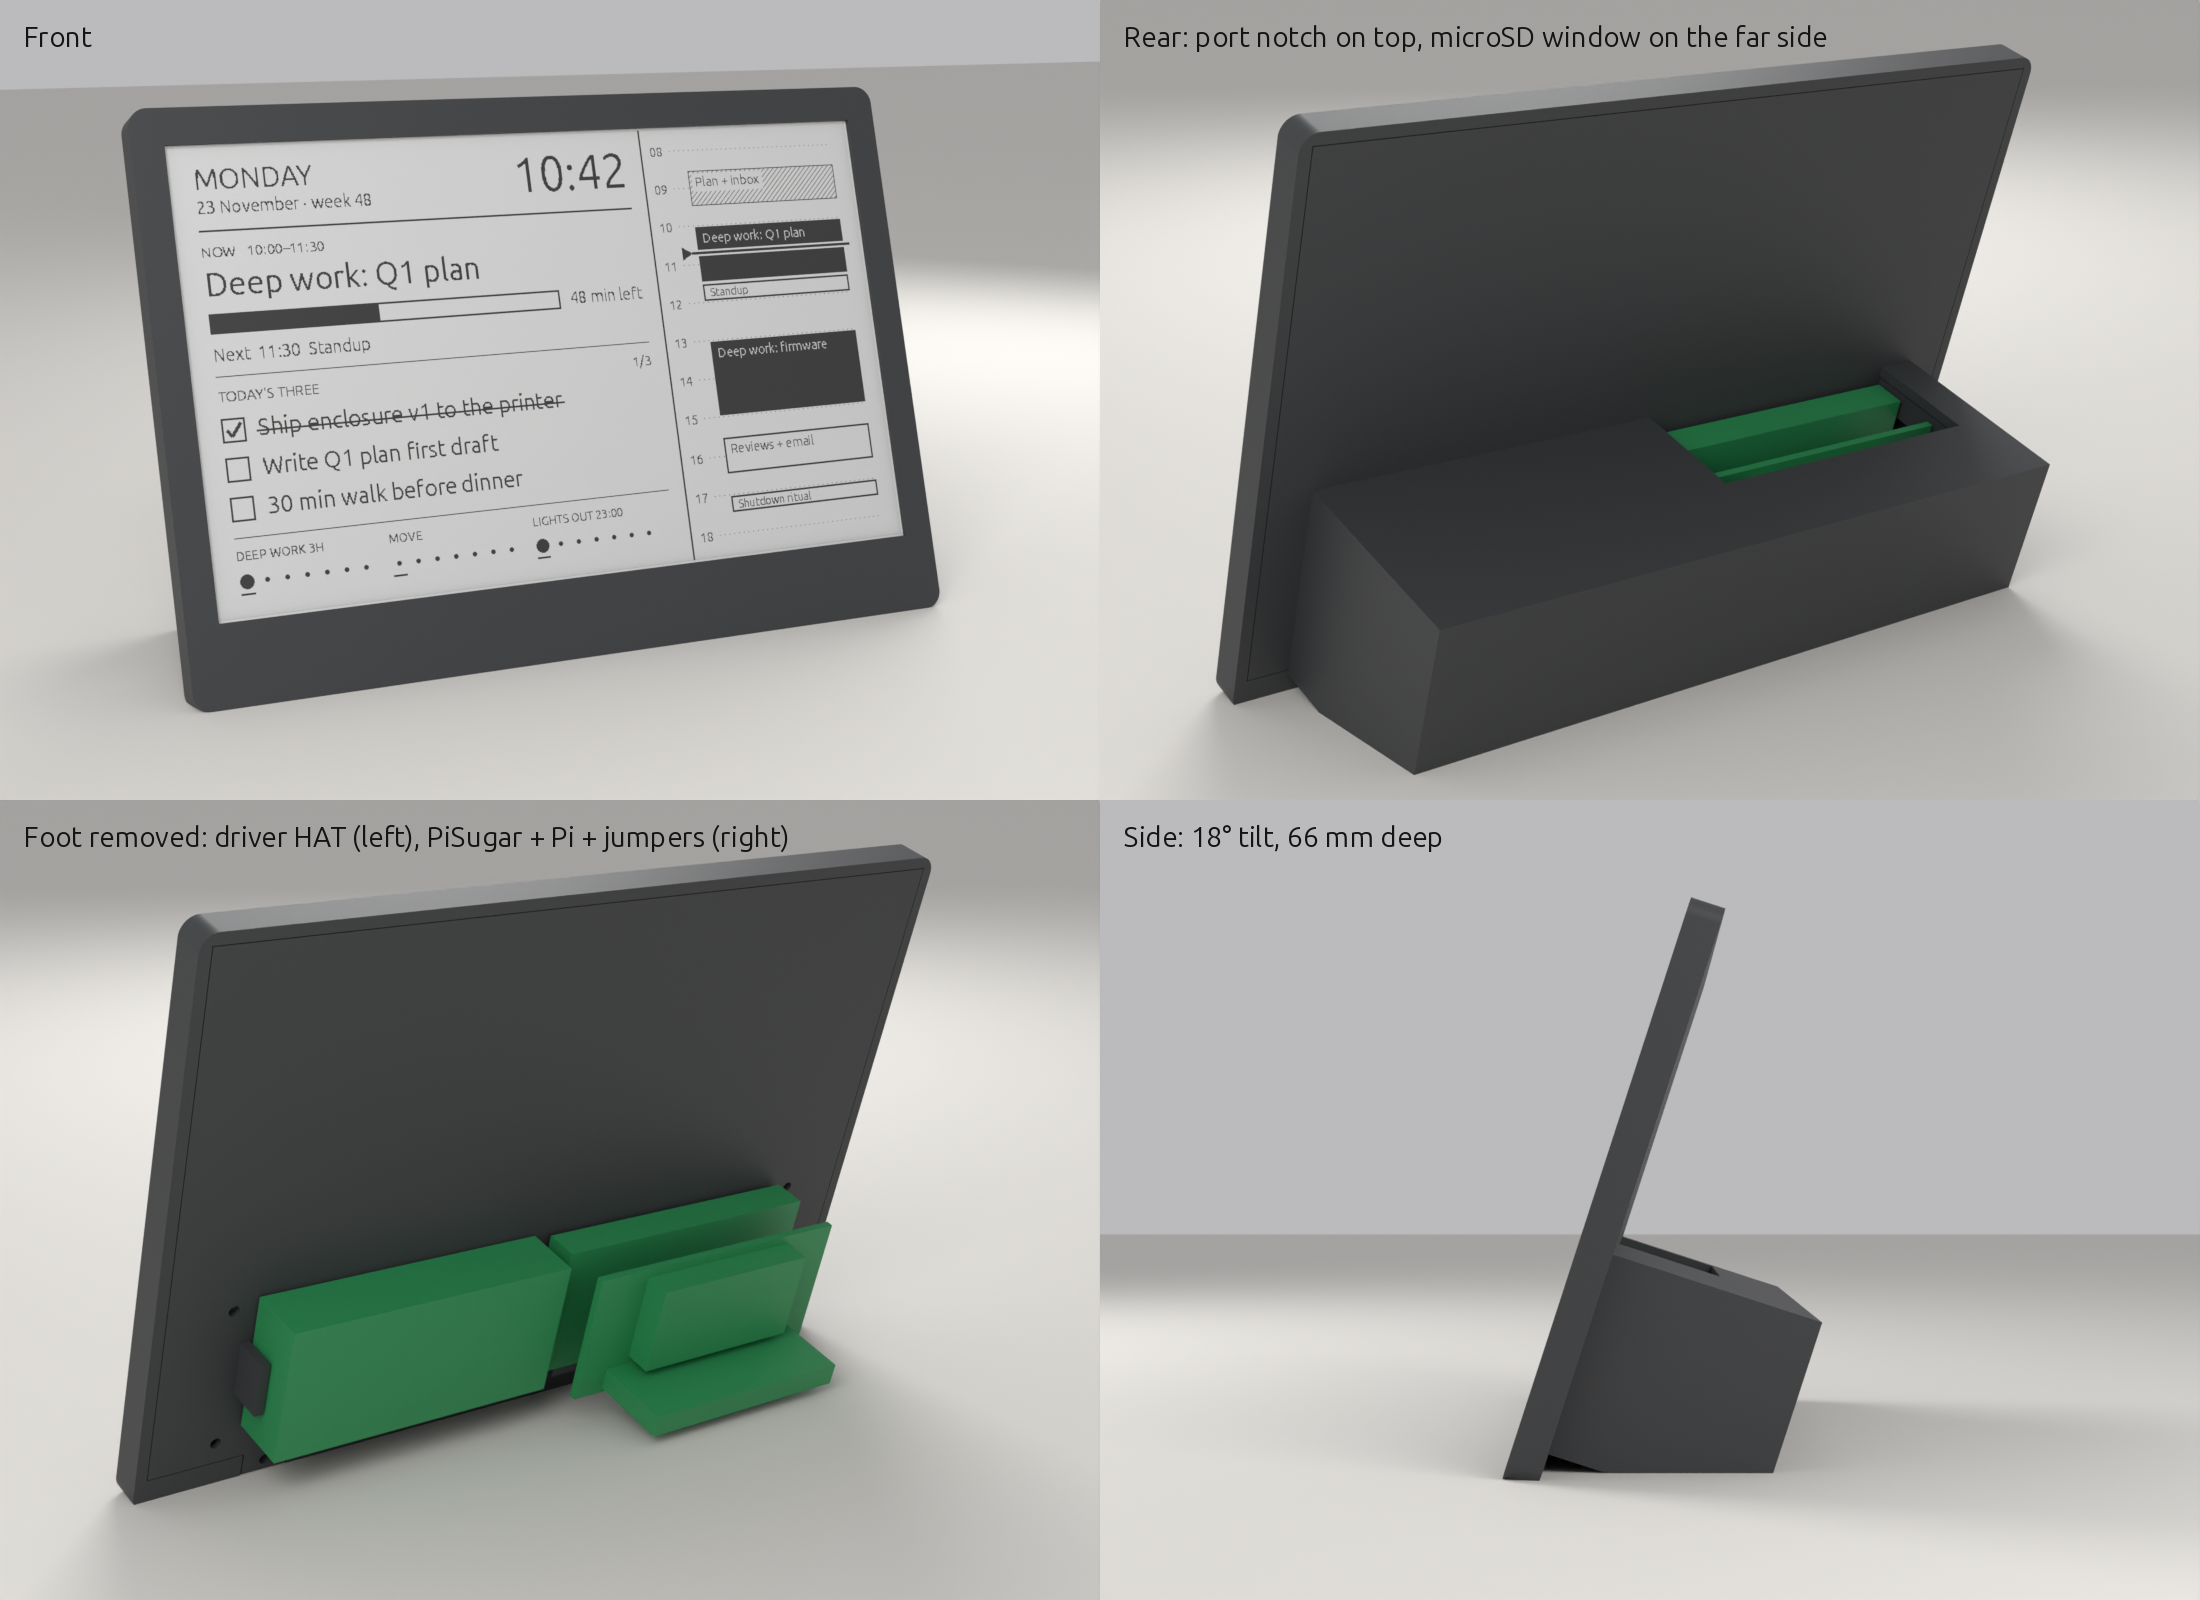 Front
MONDAY
23 November · week 48
10:42
NOW 10:00–11:30
Deep work: Q1 plan
48 min left
Next 11:30 Standup
TODAY'S THREE
1/3
Ship enclosure v1 to the printer
Write Q1 plan first draft
30 min walk before dinner
DEEP WORK 3H
MOVE
LIGHTS OUT 23:00
08
09
Plan + inbox
10
Deep work: Q1 plan
11
Standup
12
13
Deep work: firmware
14
15
Reviews + email
16
17
Shutdown ritual
18
Rear: port notch on top, microSD window on the far side
Foot removed: driver HAT (left), PiSugar + Pi + jumpers (right)
Side: 18° tilt, 66 mm deep